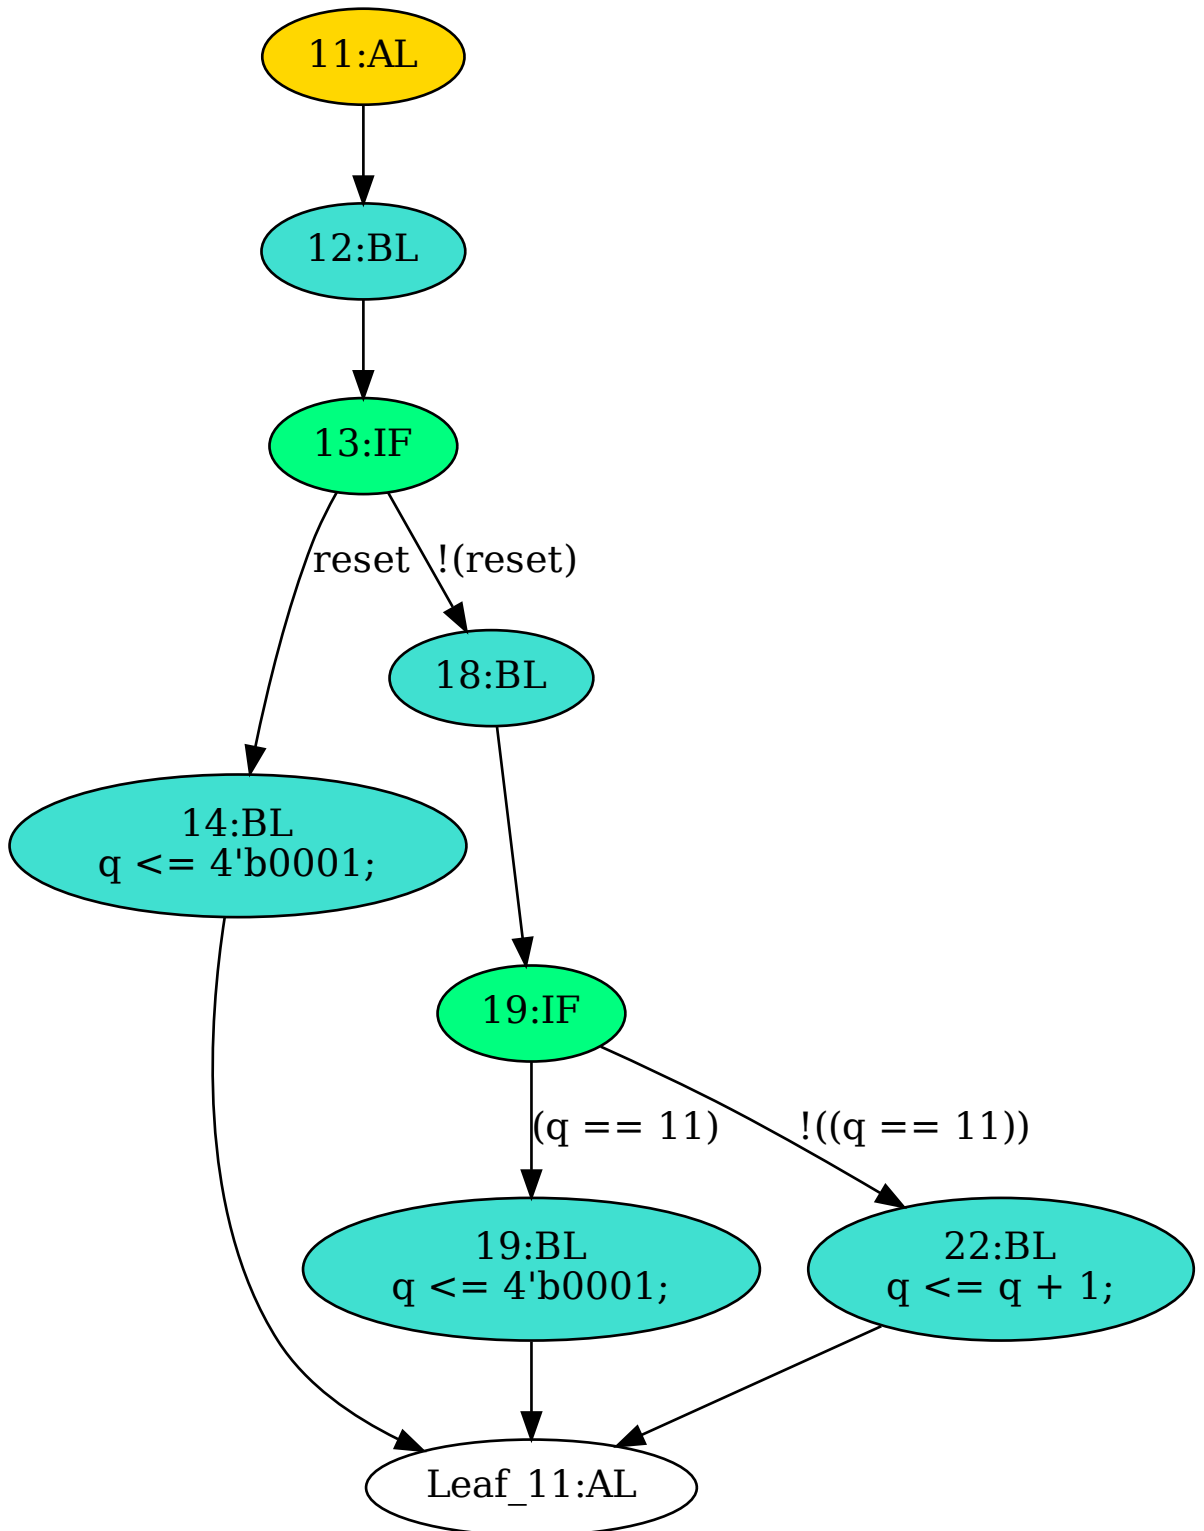 11:AL
12:BL
13:IF
reset
!(reset)
18:BL
14:BL
q <= 4'b0001;
19:IF
(q == 11)
!((q == 11))
19:BL
q <= 4'b0001;
22:BL
q <= q + 1;
Leaf_11:AL